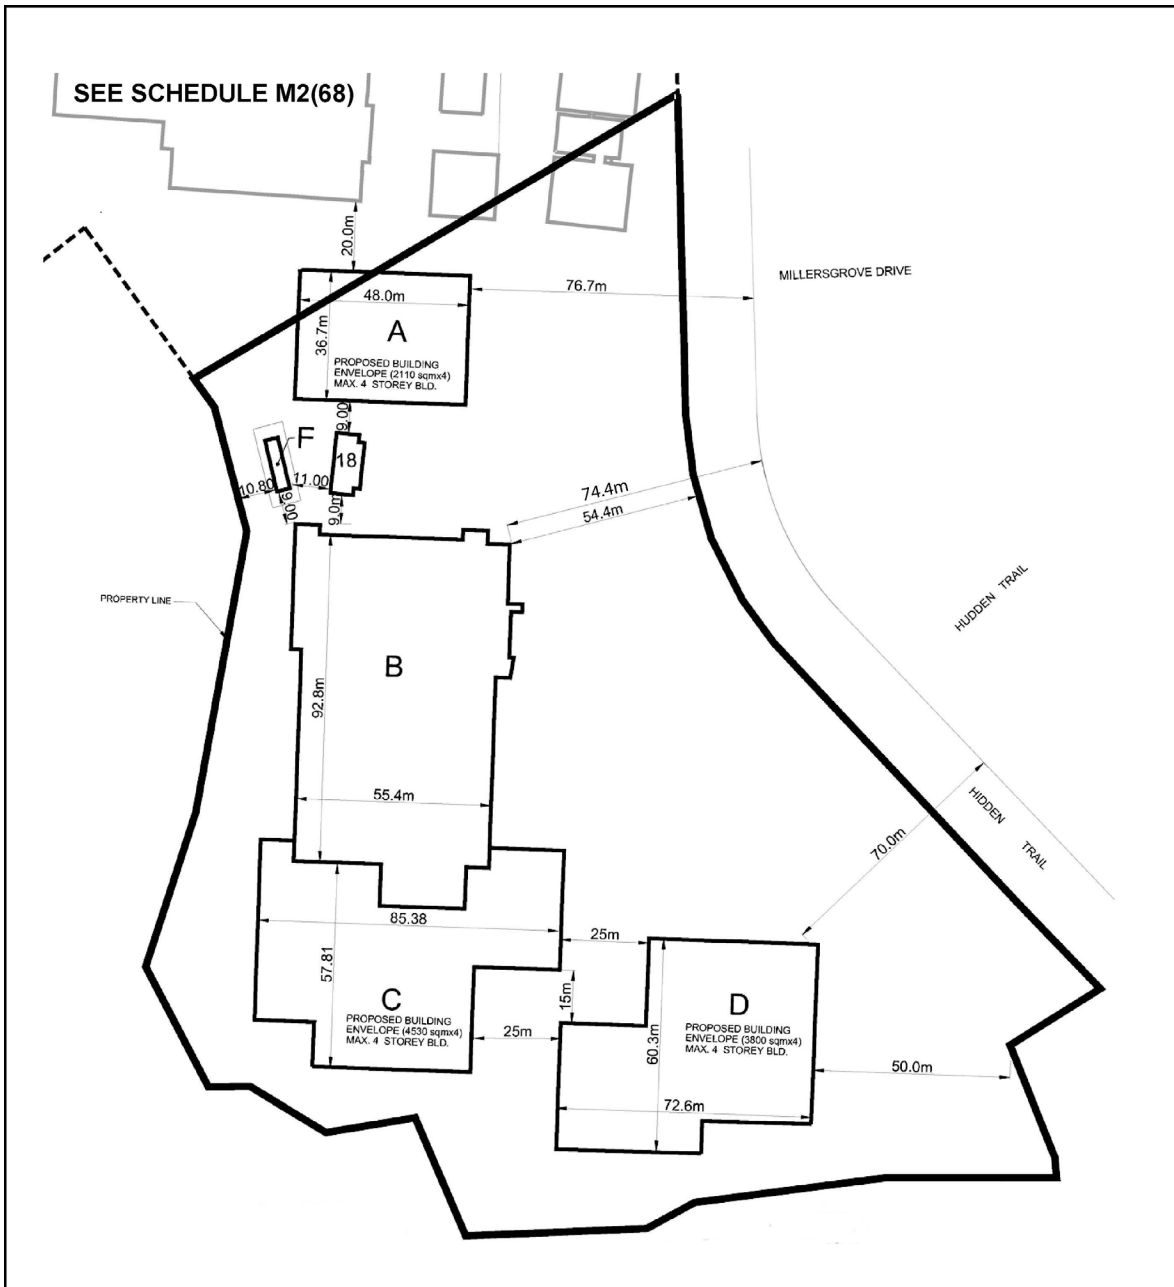 SEE SCHEDULE M2(68)
20.0m
MILLERSGROVE DRIVE
76.7m
48.0m
36.7m
A
PROPOSED BUILDING
ENVELOPE (2110 sqmx4)
MAX. 4 STOREY BLD.
9.00
F
18
10.80
11.00
9.00
9.0m
74.4m
54.4m
HUDDEN TRAIL
PROPERTY LINE
B
92.8m
55.4m
HIDDEN TRAIL
70.0m
85.38
25m
57.81
15m
C
PROPOSED BUILDING
ENVELOPE (4530 sqmx4)
MAX. 4 STOREY BLD.
25m
D
PROPOSED BUILDING
ENVELOPE (3800 sqmx4)
MAX. 4 STOREY BLD.
60.3m
50.0m
72.6m